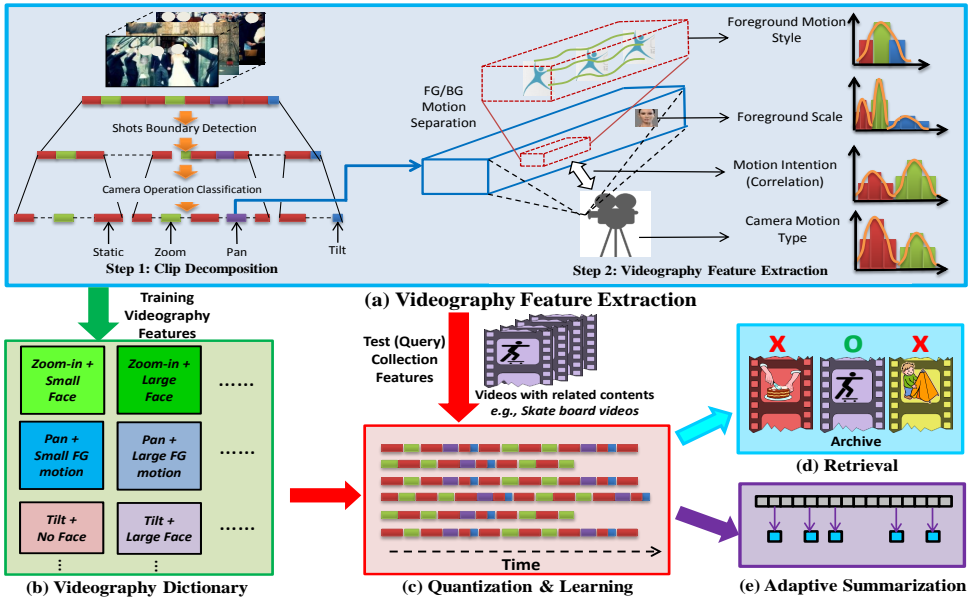 Foreground Motion
Style
FG/BG
Motion
Separation
Shots Boundary Detection
Foreground Scale
Camera Operation Classification
Motion Intention
(Correlation)
Camera Motion
Type
Static
Zoom
Pan
Tilt
Step 1: Clip Decomposition
Step 2: Videography Feature Extraction
(a) Videography Feature Extraction
Training
Videography
Features
Test (Query)
Collection
Features
Videos with related contents
e.g., Skate board videos
Zoom-in +
Small
Face
Zoom-in +
Large
Face
......
Pan +
Small FG
motion
Pan +
Large FG
motion
......
Tilt +
No Face
Tilt +
Large Face
......
⋮
⋮
(b) Videography Dictionary
Time
(c) Quantization & Learning
X
O
X
Archive
(d) Retrieval
(e) Adaptive Summarization